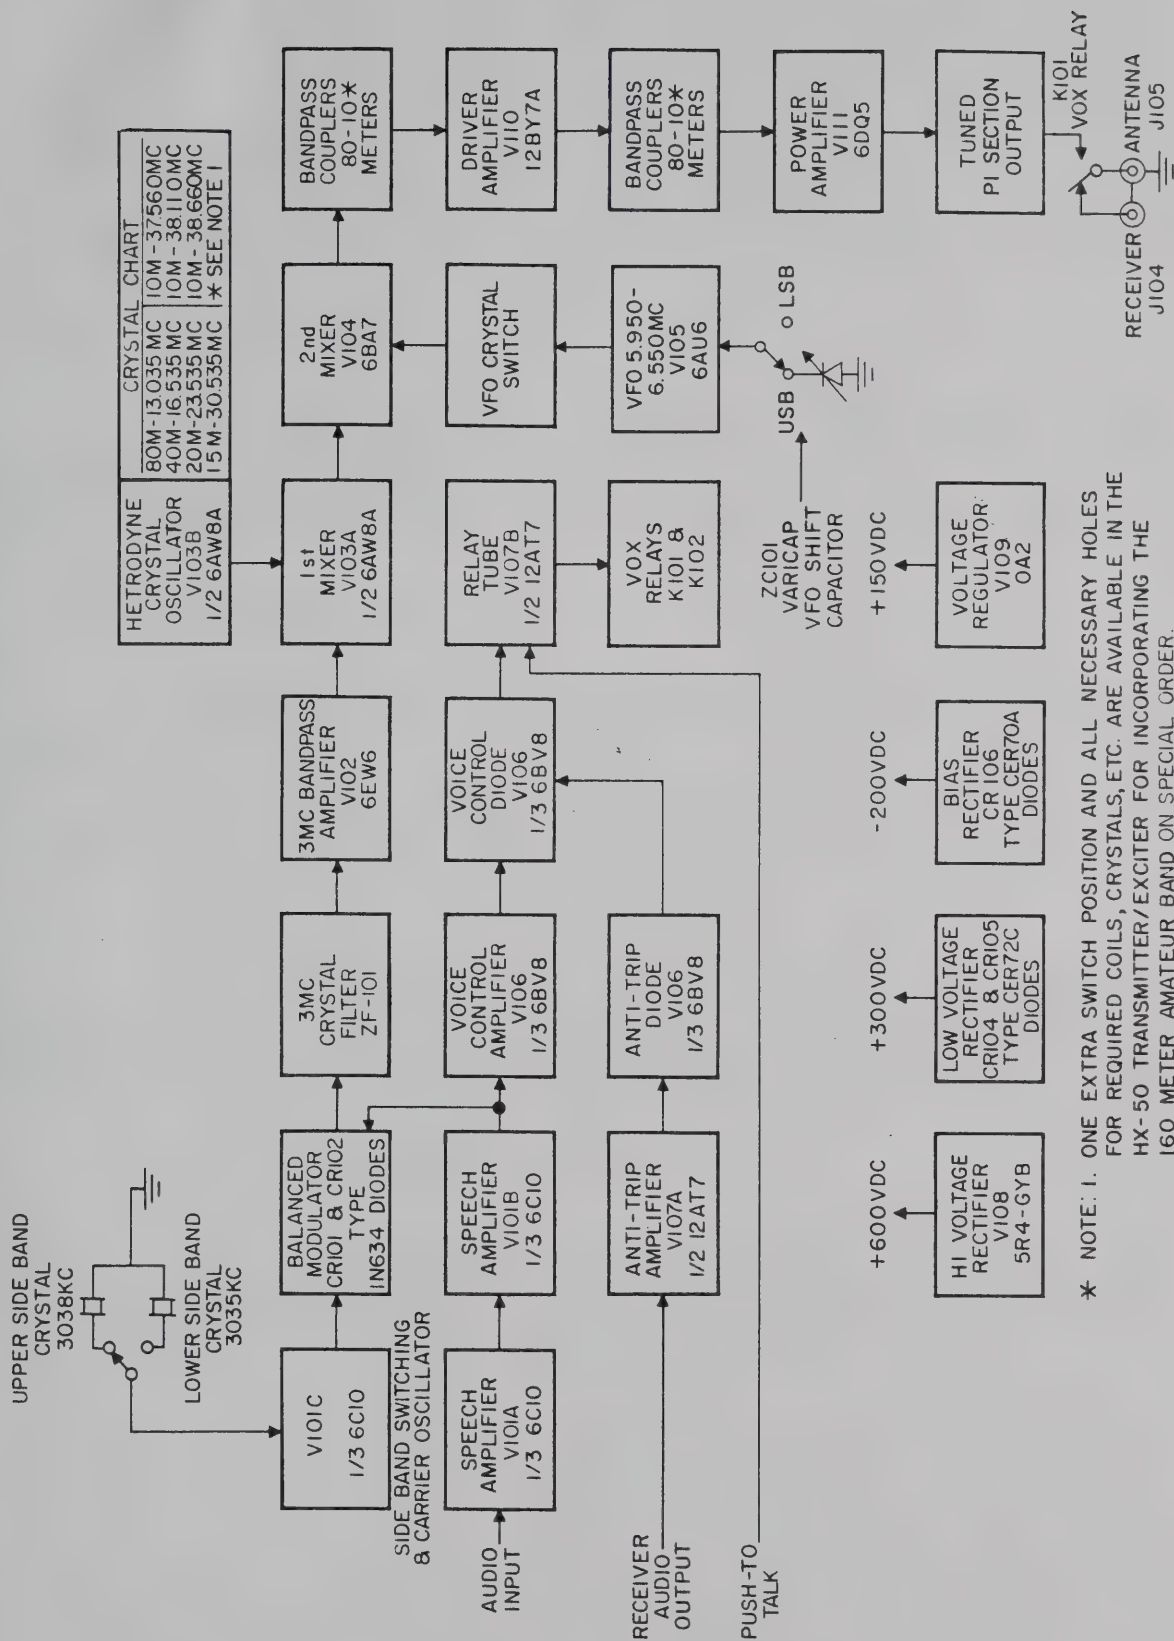 UPPER SIDE BAND
CRYSTAL
3038KC
LOWER SIDE BAND
CRYSTAL
3035KC
HETRODYNE
CRYSTAL
OSCILLATOR
V103B
1/2 6AW8A
CRYSTAL CHART
80M-13.035MC 10M-37.560MC
40M-16.535MC 10M-38.110MC
20M-23.535MC 10M-38.660MC
15M-30.535MC *SEE NOTE 1
V101C
1/3 6C10
SIDE BAND SWITCHING
& CARRIER OSCILLATOR
BALANCED
MODULATOR
CR101 & CR102
TYPE
1N634 DIODES
3MC
CRYSTAL
FILTER
ZF-101
3MC BANDPASS
AMPLIFIER
V102
6EW6
1st
MIXER
V103A
1/2 6AW8A
2nd
MIXER
V104
6BA7
BANDPASS
COUPLERS
80-10*
METERS
AUDIO
INPUT
SPEECH
AMPLIFIER
V101A
1/3 6C10
SPEECH
AMPLIFIER
V101B
1/3 6C10
VOICE
CONTROL
AMPLIFIER
V106
1/3 6BV8
VOICE
CONTROL
DIODE
V106
1/3 6BV8
RELAY
TUBE
V107B
1/2 12AT7
VFO CRYSTAL
SWITCH
DRIVER
AMPLIFIER
V110
12BY7A
RECEIVER
AUDIO
OUTPUT
ANTI-TRIP
AMPLIFIER
V107A
1/2 12AT7
ANTI-TRIP
DIODE
V106
1/3 6BV8
VOX
RELAYS
K101 &
K102
VFO 5.950-
6.550MC
V105
6AU6
BANDPASS
COUPLERS
80-10*
METERS
PUSH-TO
TALK
ZC101
VARICAP
VFO SHIFT
CAPACITOR
USB
LSB
POWER
AMPLIFIER
V111
6DQ5
+600VDC
+300VDC
-200VDC
+150VDC
HI VOLTAGE
RECTIFIER
V108
5R4-GYB
LOW VOLTAGE
RECTIFIER
CR104 & CR105
TYPE CER72C
DIODES
BIAS
RECTIFIER
CR 106
TYPE CER70A
DIODES
VOLTAGE
REGULATOR
V109
OA2
TUNED
PI SECTION
OUTPUT
K101
VOX RELAY
RECEIVER
J104
ANTENNA
J105
* NOTE: 1. ONE EXTRA SWITCH POSITION AND ALL NECESSARY HOLES
FOR REQUIRED COILS, CRYSTALS, ETC. ARE AVAILABLE IN THE
HX-50 TRANSMITTER/EXCITER FOR INCORPORATING THE
160 METER AMATEUR BAND ON SPECIAL ORDER.